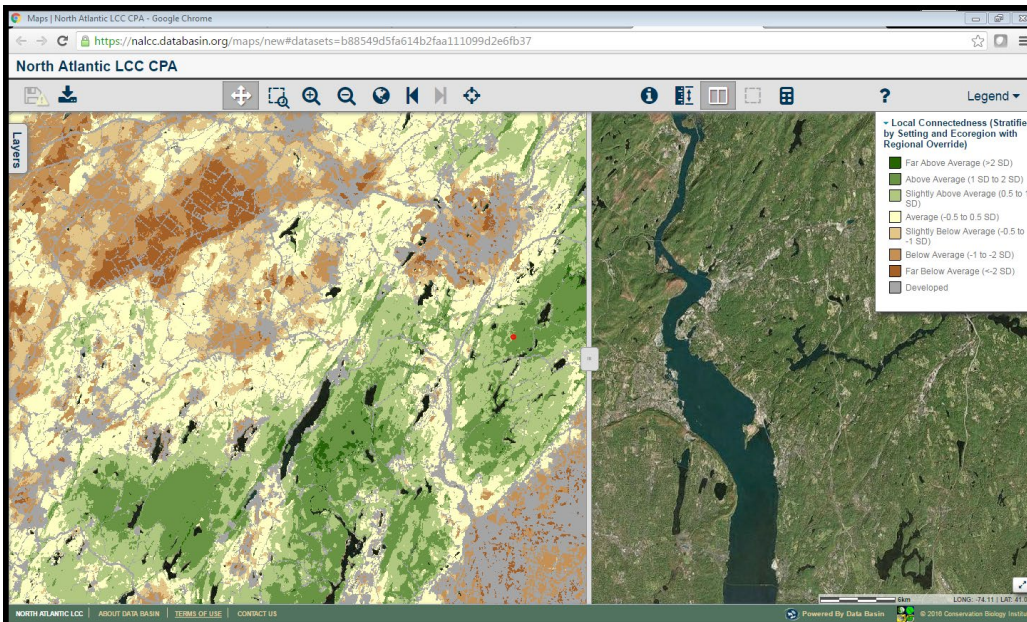 Maps | North Atlantic LCC CPA - Google Chrome
https://nalcc.databasin.org/maps/new#datasets=b88549d5fa614b2faa111099d2e6fb37
North Atlantic LCC CPA
Legend
Layers
Local Connectedness (Stratifie
by Setting and Ecoregion with
Regional Override)
Far Above Average (>2 SD)
Above Average (1 SD to 2 SD)
Slightly Above Average (0.5 to 1
SD)
Average (-0.5 to 0.5 SD)
Slightly Below Average (-0.5 to
-1 SD)
Below Average (-1 to -2 SD)
Far Below Average (<-2 SD)
Developed
6km
LONG: -74.11 | LAT:
NORTH ATLANTIC LCC | ABOUT DATA BASIN | TERMS OF USE | CONTACT US
Powered By Data Basin
© 2016 Conservation Biology Institu